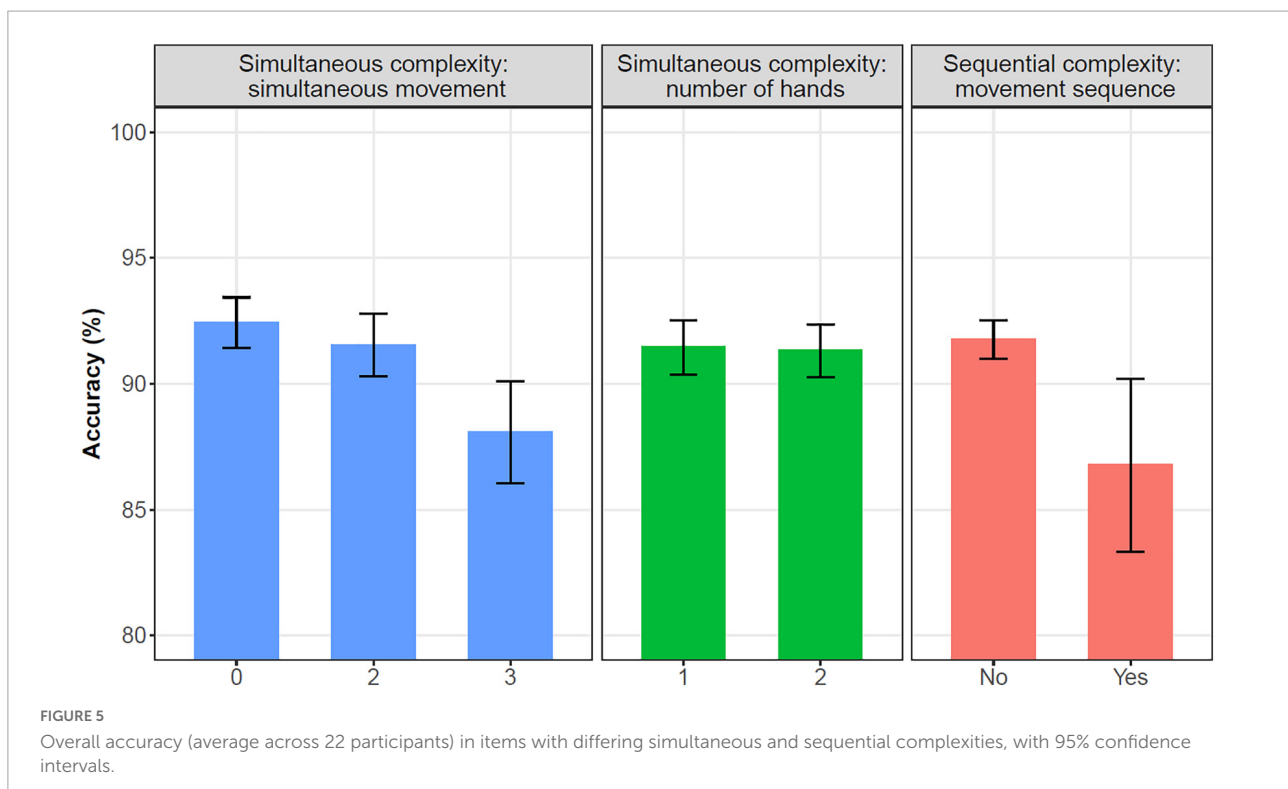 Simultaneous complexity:
simultaneous movement
Simultaneous complexity:
number of hands
Sequential complexity:
movement sequence
Accuracy (%)
100
95
90
85
80
0 2 3
1 2
No Yes
FIGURE 5
Overall accuracy (average across 22 participants) in items with differing simultaneous and sequential complexities, with 95% confidence
intervals.